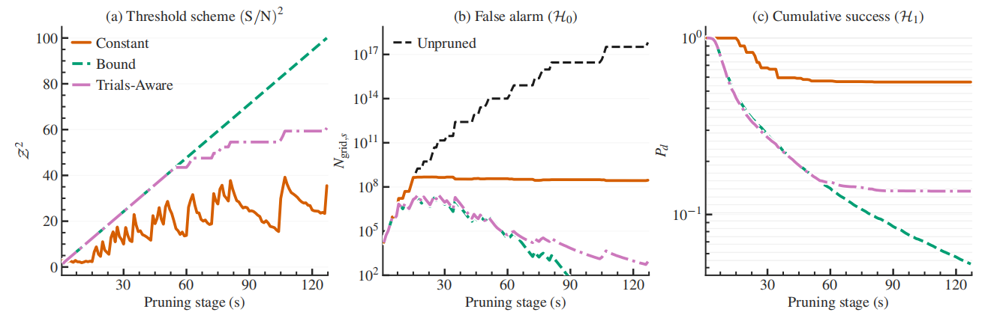 (a) Threshold scheme (S/N)²
100
80
60
40
20
0
𝒵²
Constant
Bound
Trials-Aware
30
60
90
120
Pruning stage (s)
(b) False alarm (ℋ₀)
10¹⁷
10¹⁴
10¹¹
10⁸
10⁵
10²
N_grid,s
Unpruned
30
60
90
120
Pruning stage (s)
(c) Cumulative success (ℋ₁)
10⁰
10⁻¹
P_d
30
60
90
120
Pruning stage (s)